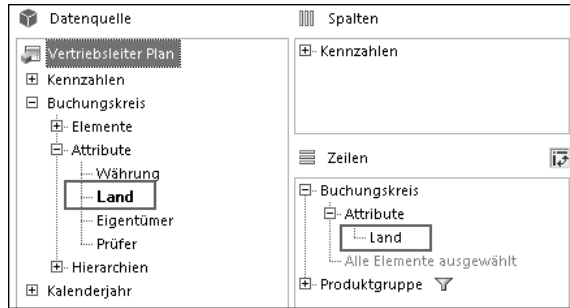 Datenquelle
Vertriebsleiter Plan
Kennzahlen
Buchungskreis
Elemente
Attribute
Währung
Land
Eigentümer
Prüfer
Hierarchien
Kalenderjahr
Spalten
Kennzahlen
Zeilen
Buchungskreis
Attribute
Land
Alle Elemente ausgewählt
Produktgruppe